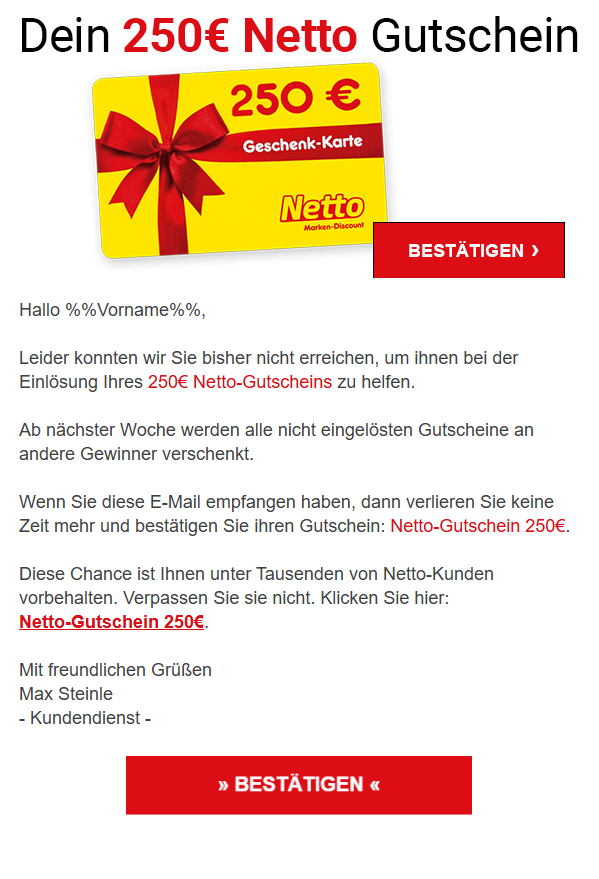 Dein 250€ Netto Gutschein
250 €
Geschenk-Karte
Netto
Marken-Discount
BESTÄTIGEN ›
Hallo %%Vorname%%,
Leider konnten wir Sie bisher nicht erreichen, um ihnen bei der
Einlösung Ihres 250€ Netto-Gutscheins zu helfen.
Ab nächster Woche werden alle nicht eingelösten Gutscheine an
andere Gewinner verschenkt.
Wenn Sie diese E-Mail empfangen haben, dann verlieren Sie keine
Zeit mehr und bestätigen Sie ihren Gutschein: Netto-Gutschein 250€.
Diese Chance ist Ihnen unter Tausenden von Netto-Kunden
vorbehalten. Verpassen Sie sie nicht. Klicken Sie hier:
Netto-Gutschein 250€.
Mit freundlichen Grüßen
Max Steinle
- Kundendienst -
» BESTÄTIGEN «